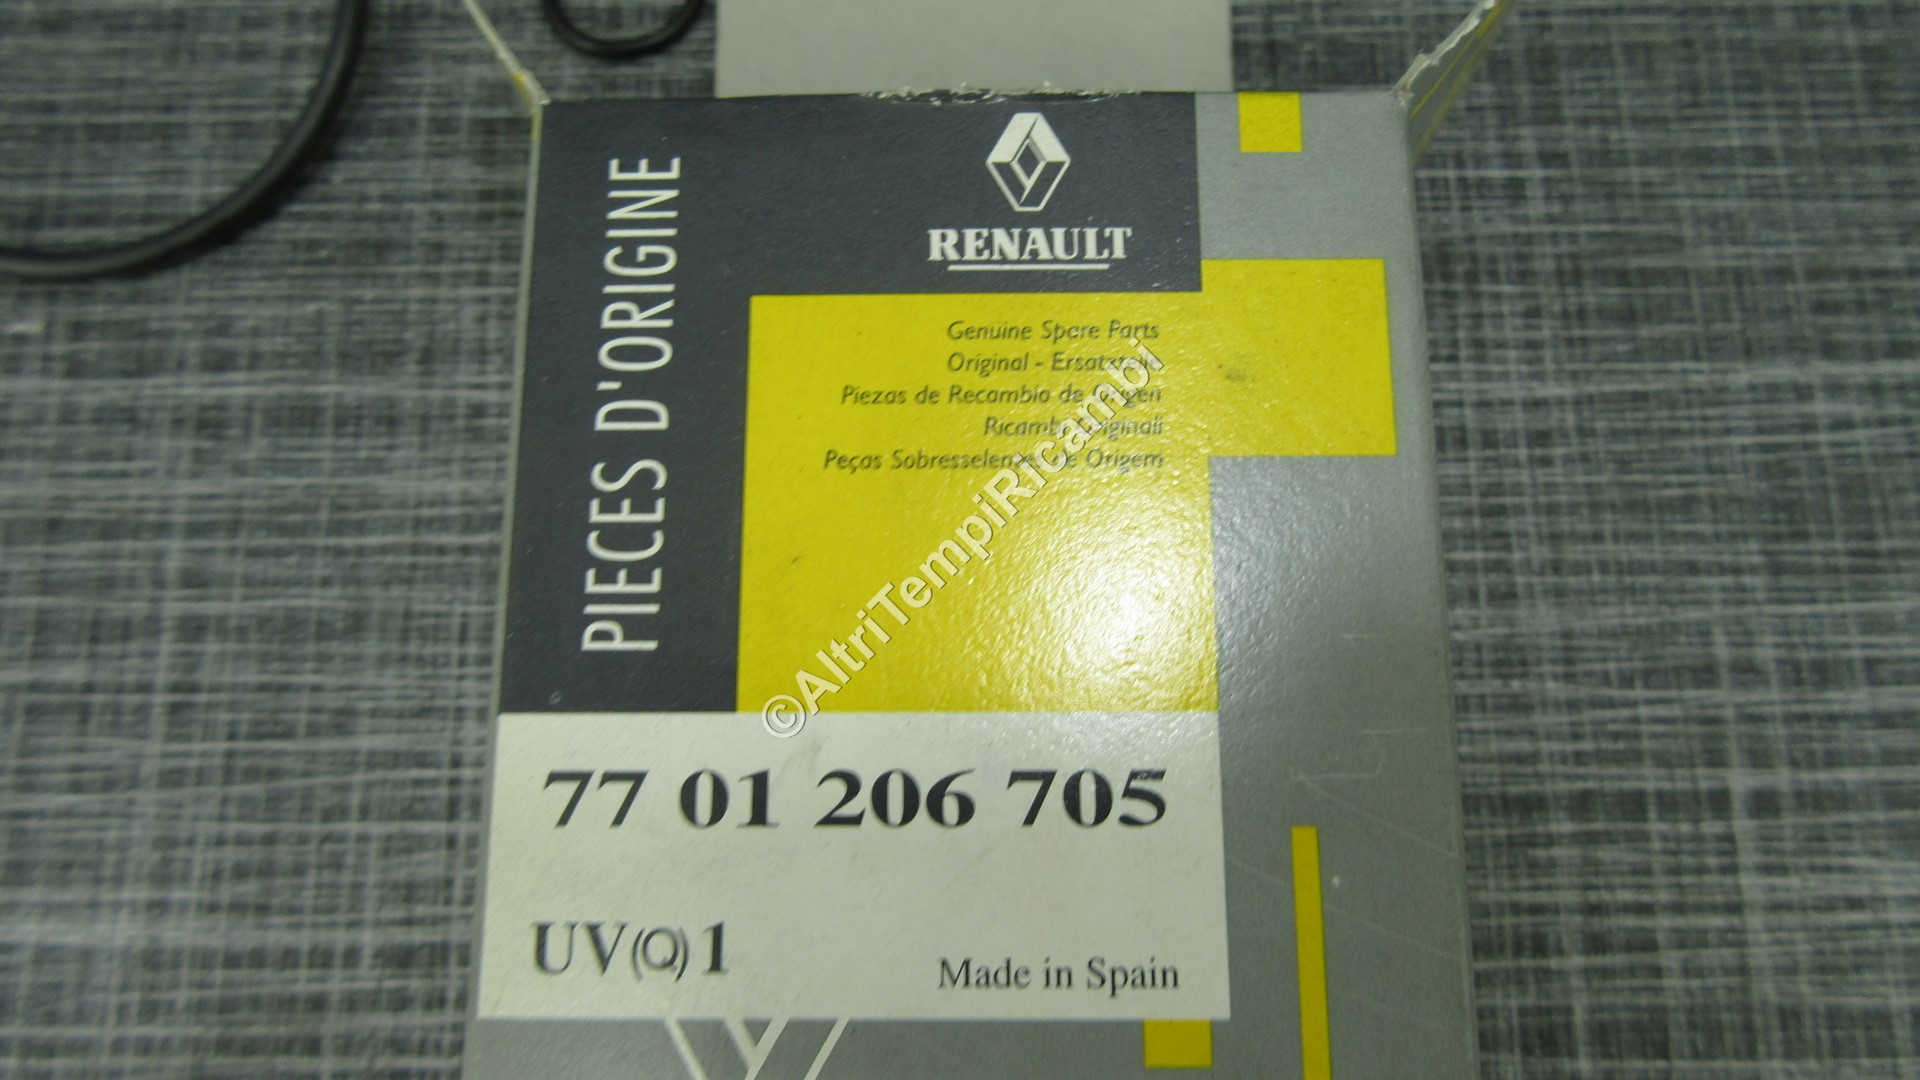 PIECES D'ORIGINE
RENAULT
Genuine Spare Parts
Original - Ersatzteile
Piezas de Recambio de Origen
Ricambi Originali
Peças Sobresselentes de Origem
©AltriTempiRicambi
77 01 206 705
UV(Q)1
Made in Spain